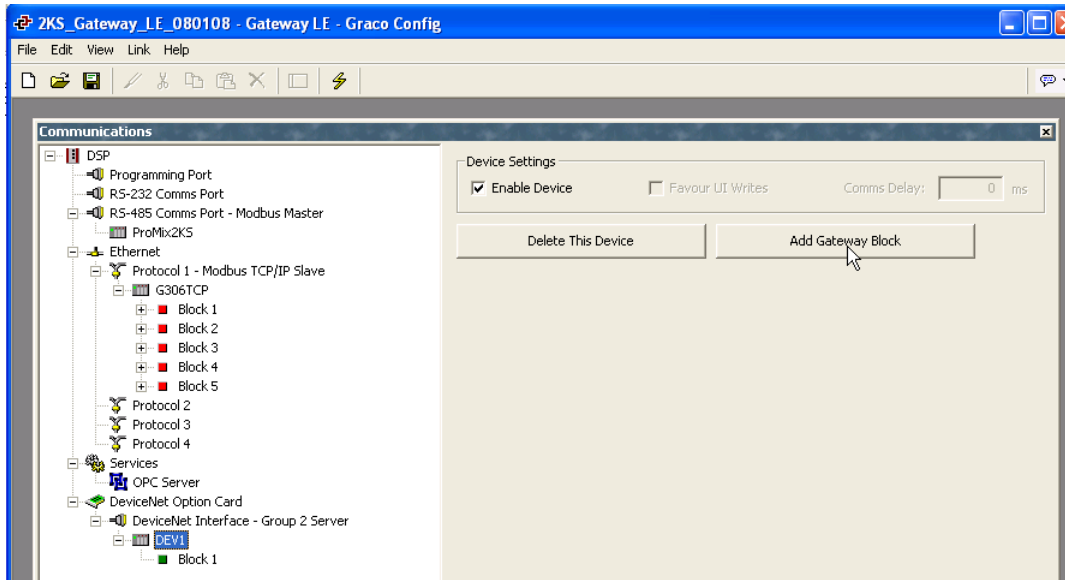 2KS_Gateway_LE_080108 - Gateway LE - Graco Config
File Edit View Link Help
Communications
DSP
Programming Port
RS-232 Comms Port
RS-485 Comms Port - Modbus Master
ProMix2KS
Ethernet
Protocol 1 - Modbus TCP/IP Slave
G306TCP
Block 1
Block 2
Block 3
Block 4
Block 5
Protocol 2
Protocol 3
Protocol 4
Services
OPC Server
DeviceNet Option Card
DeviceNet Interface - Group 2 Server
DEV1
Block 1
Device Settings
Enable Device Favour UI Writes Comms Delay: 0 ms
Delete This Device Add Gateway Block